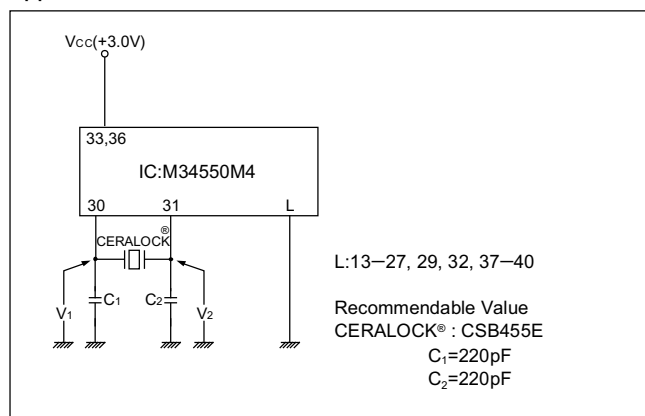 Vcc(+3.0V)
33,36
IC:M34550M4
30 31 L
CERALOCK®
C1 C2
V1 V2
L:13—27, 29, 32, 37—40
Recommendable Value
CERALOCK® : CSB455E
C1=220pF
C2=220pF